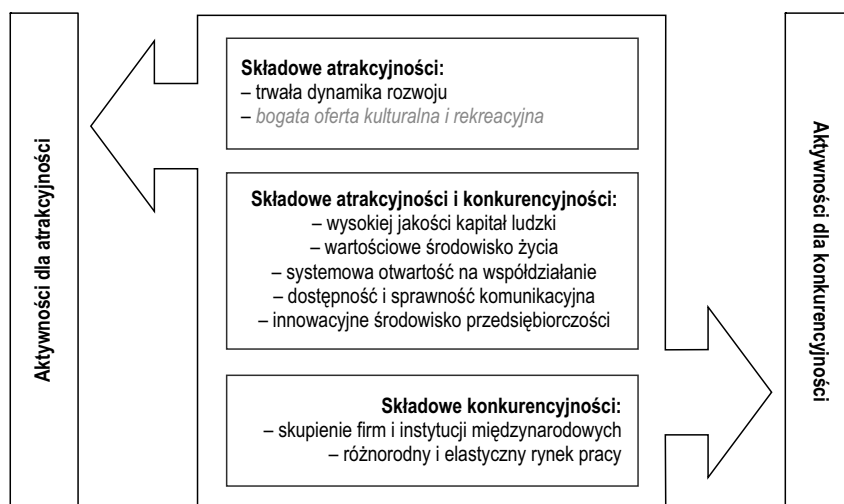 Aktywności dla atrakcyjności
Składowe atrakcyjności:
– trwała dynamika rozwoju
– bogata oferta kulturalna i rekreacyjna
Składowe atrakcyjności i konkurencyjności:
– wysokiej jakości kapitał ludzki
– wartościowe środowisko życia
– systemowa otwartość na współdziałanie
– dostępność i sprawność komunikacyjna
– innowacyjne środowisko przedsiębiorczości
Składowe konkurencyjności:
– skupienie firm i instytucji międzynarodowych
– różnorodny i elastyczny rynek pracy
Aktywności dla konkurencyjności